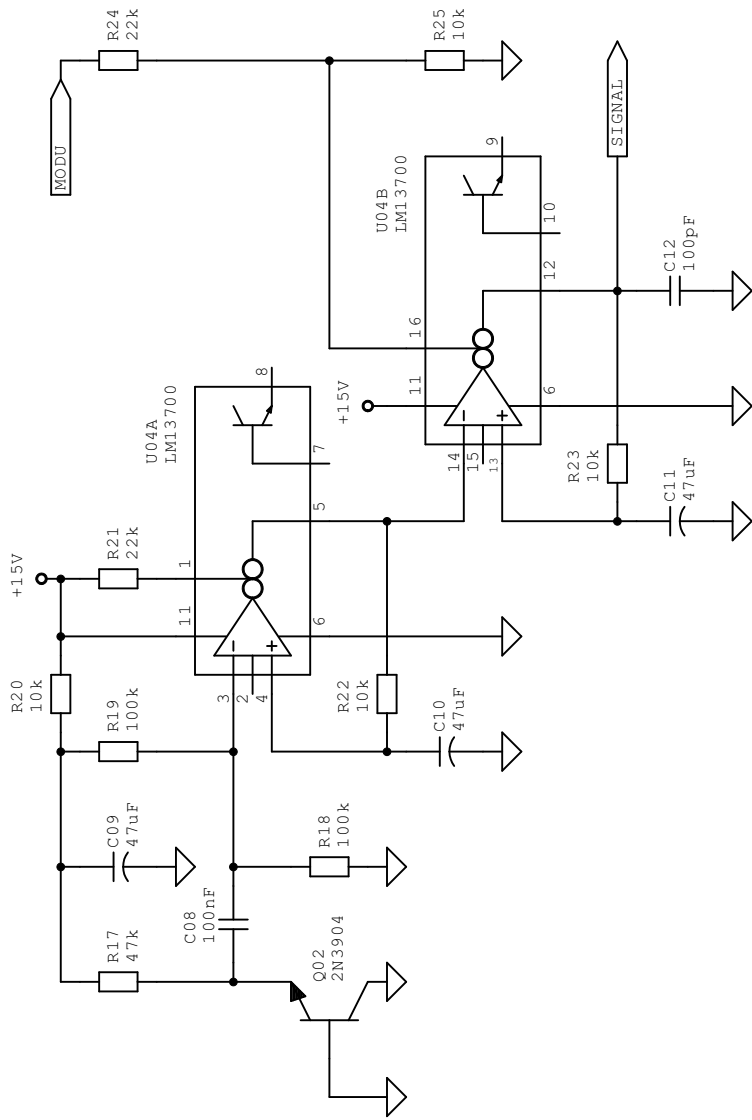 R17
47k
C09
47uF
R19
100k
R20
10k
+15V
R21
22k
MODU
R24
22k
C08
100nF
Q02
2N3904
R18
100k
11
1
3
2
4
6
5
7
8
U04A
LM13700
R22
10k
C10
47uF
+15V
11
16
14
15
13
6
12
10
9
U04B
LM13700
R25
10k
R23
10k
C11
47uF
C12
100pF
SIGNAL